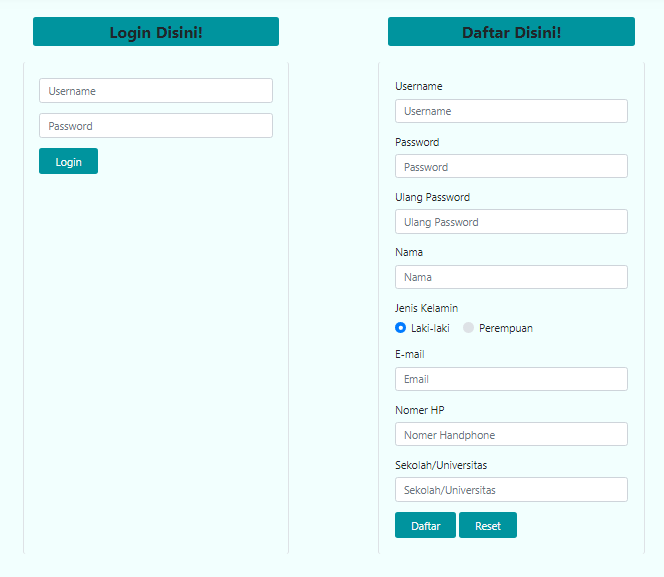 Login Disini!
Username
Password
Login
Daftar Disini!
Username
Username
Password
Password
Ulang Password
Ulang Password
Nama
Nama
Jenis Kelamin
Laki-laki Perempuan
E-mail
Email
Nomer HP
Nomer Handphone
Sekolah/Universitas
Sekolah/Universitas
Daftar Reset